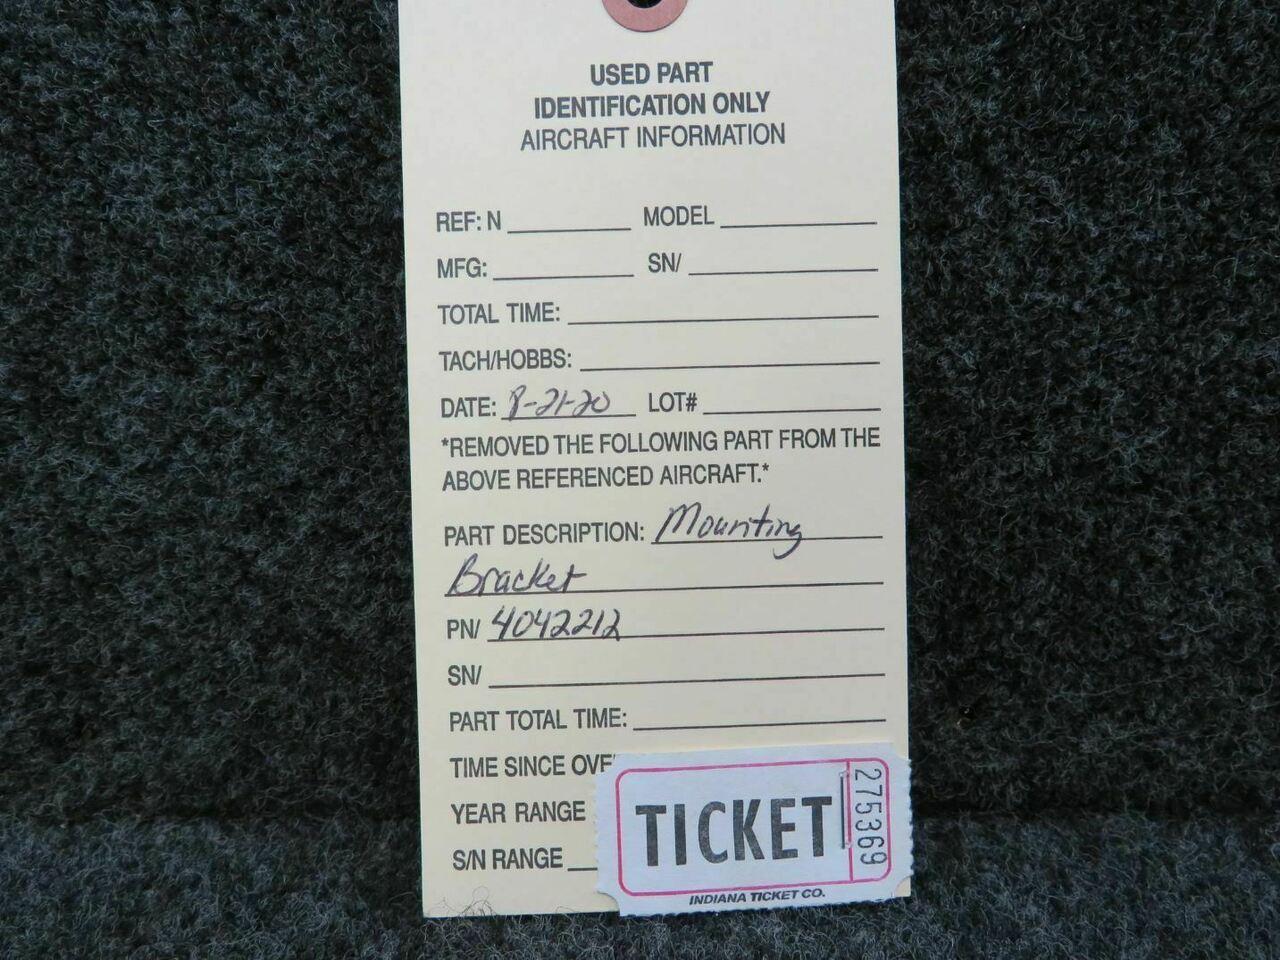 USED PART
IDENTIFICATION ONLY
AIRCRAFT INFORMATION
REF: N MODEL
MFG: SN/
TOTAL TIME:
TACH/HOBBS:
DATE: 8-21-20 LOT#
*REMOVED THE FOLLOWING PART FROM THE
ABOVE REFERENCED AIRCRAFT.*
PART DESCRIPTION: Mounting
Bracket
PN/ 4042212
SN/
PART TOTAL TIME:
TIME SINCE OVE
YEAR RANGE
S/N RANGE
TICKET
275369
INDIANA TICKET CO.